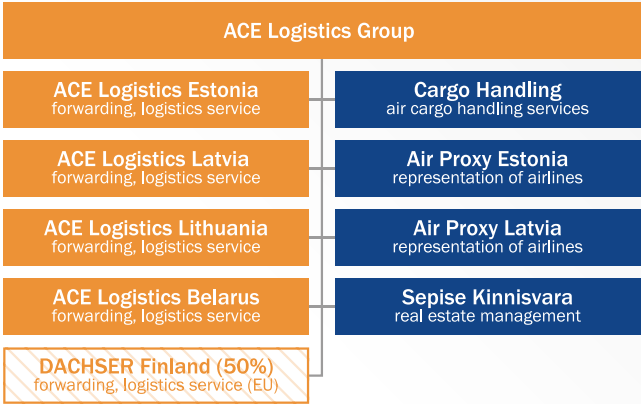 ACE Logistics Group
ACE Logistics Estonia
forwarding, logistics service
Cargo Handling
air cargo handling services
ACE Logistics Latvia
forwarding, logistics service
Air Proxy Estonia
representation of airlines
ACE Logistics Lithuania
forwarding, logistics service
Air Proxy Latvia
representation of airlines
ACE Logistics Belarus
forwarding, logistics service
Sepise Kinnisvara
real estate management
DACHSER Finland (50%)
forwarding, logistics service (EU)